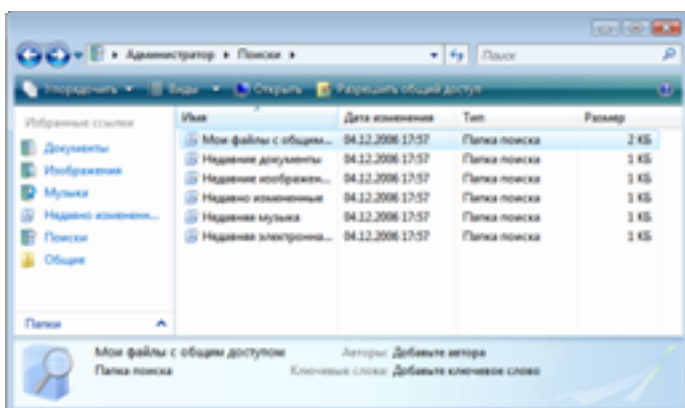 Администратор Поиски
Поиск
Упорядочить Виды Открыть Разрешить общий доступ
Избранные ссылки
Документы
Изображения
Музыка
Недавно изменен...
Поиски
Общие
Папки
Имя Дата изменения Тип Размер
Мои файлы с общим... 04.12.2006 17:57 Папка поиска 2 КБ
Недавние документы 04.12.2006 17:57 Папка поиска 1 КБ
Недавние изображен... 04.12.2006 17:57 Папка поиска 1 КБ
Недавно измененные 04.12.2006 17:57 Папка поиска 1 КБ
Недавняя музыка 04.12.2006 17:57 Папка поиска 1 КБ
Недавняя электронна... 04.12.2006 17:57 Папка поиска 1 КБ
Мои файлы с общим доступом Авторы: Добавьте автора
Папка поиска Ключевые слова: Добавьте ключевое слово